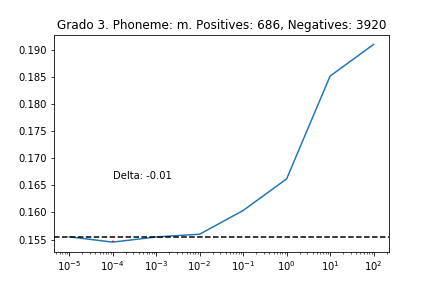 Grado 3. Phoneme: m. Positives: 686, Negatives: 3920
0.190
0.185
0.180
0.175
0.170
Delta: -0.01
0.165
0.160
0.155
10⁻⁵ 10⁻⁴ 10⁻³ 10⁻² 10⁻¹ 10⁰ 10¹ 10²